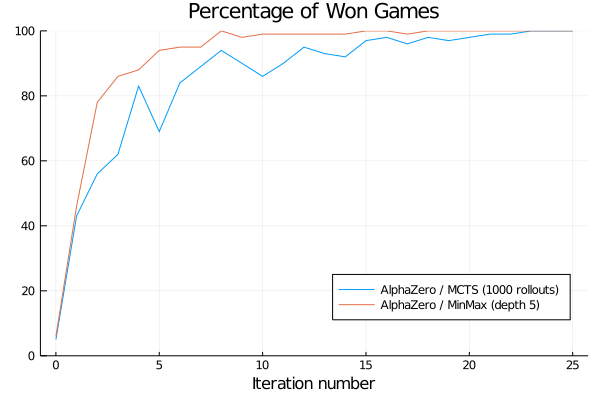 Percentage of Won Games
100
80
60
40
20
0
AlphaZero / MCTS (1000 rollouts)
AlphaZero / MinMax (depth 5)
0 5 10 15 20 25
Iteration number